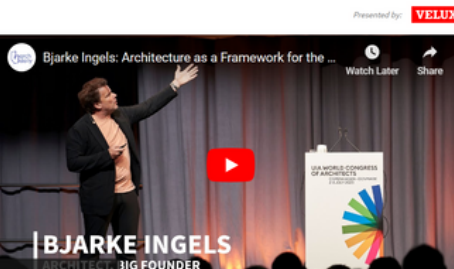 Presented by: VELUX
Bjarke Ingels: Architecture as a Framework for the ...
Watch Later Share
UIA WORLD CONGRESS
OF ARCHITECTS
BJARKE INGELS
ARCHITECT, BIG FOUNDER